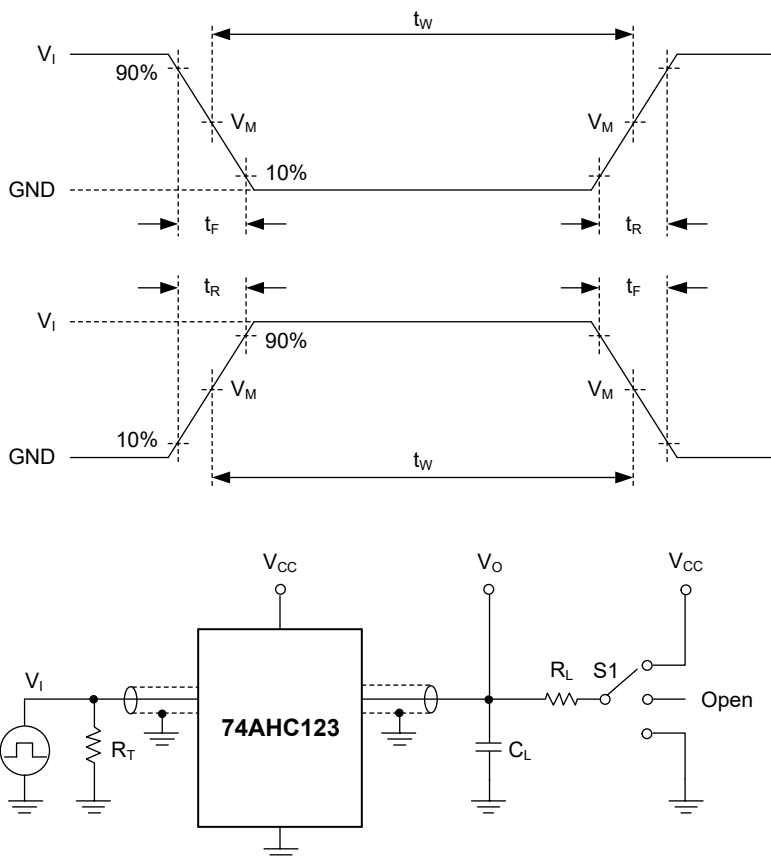 t_W
V_I
90%
V_M
V_M
10%
GND
t_F
t_R
t_R
t_F
V_I
90%
V_M
V_M
10%
GND
t_W
V_CC
V_O
V_CC
V_I
R_L
S1
Open
74AHC123
R_T
C_L